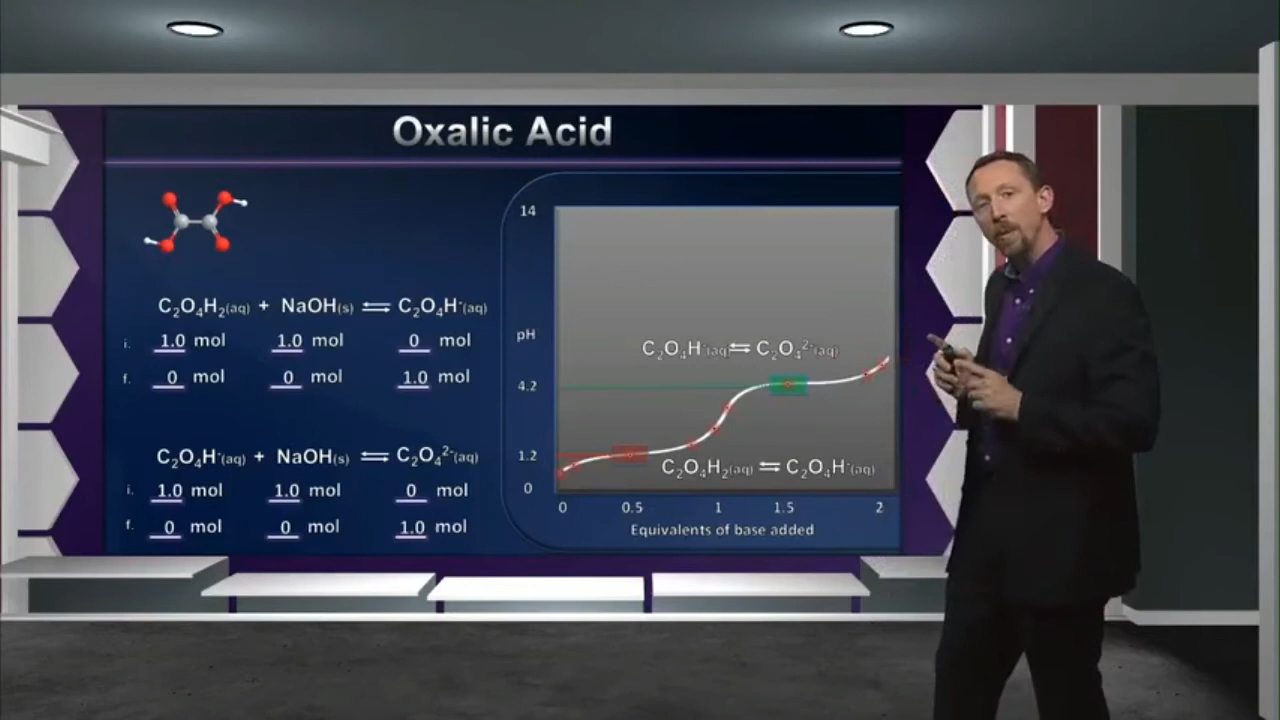 Oxalic Acid
C₂O₄H₂(aq) + NaOH(s) ⇌ C₂O₄H⁻(aq)
i. 1.0 mol 1.0 mol 0 mol
f. 0 mol 0 mol 1.0 mol
C₂O₄H⁻(aq) + NaOH(s) ⇌ C₂O₄²⁻(aq)
i. 1.0 mol 1.0 mol 0 mol
f. 0 mol 0 mol 1.0 mol
14
pH
4.2
1.2
0
C₂O₄H⁻(aq) ⇌ C₂O₄²⁻(aq)
C₂O₄H₂(aq) ⇌ C₂O₄H⁻(aq)
0 0.5 1 1.5 2
Equivalents of base added